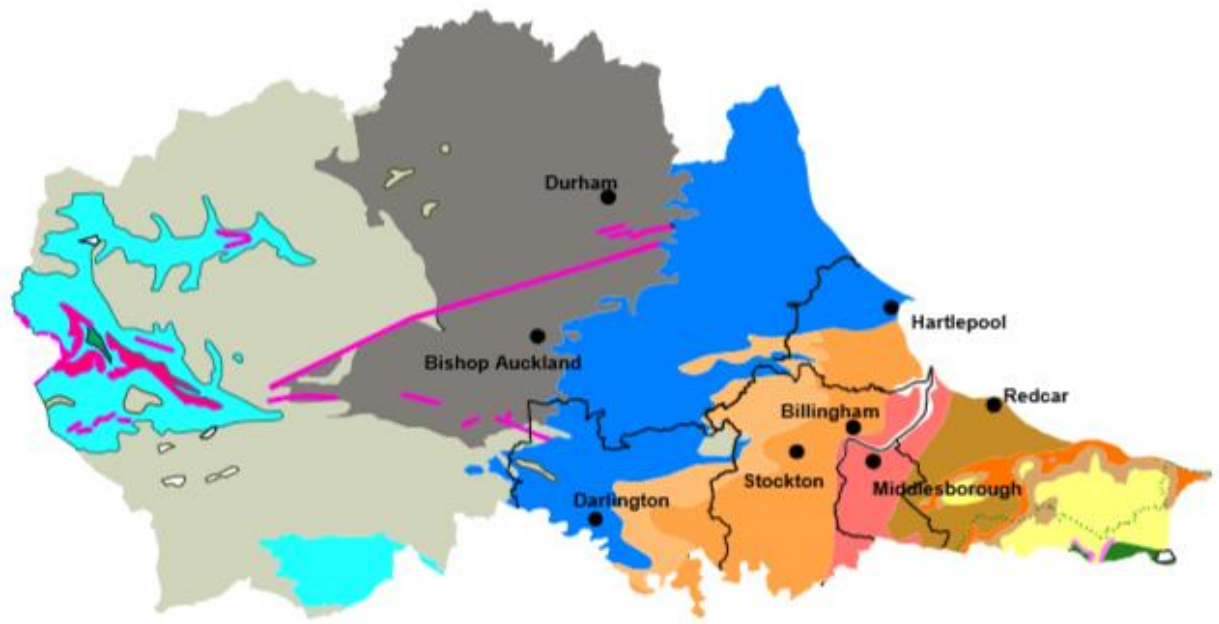 Durham
Hartlepool
Bishop Auckland
Redcar
Billingham
Stockton
Middlesborough
Darlington